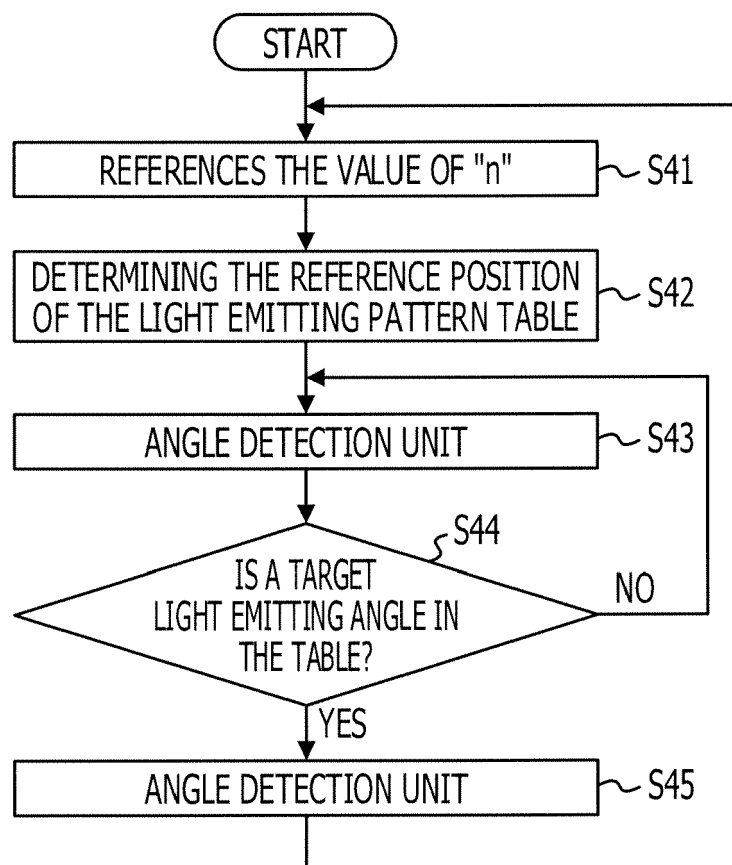 START
REFERENCES THE VALUE OF "n"
S41
DETERMINING THE REFERENCE POSITION
OF THE LIGHT EMITTING PATTERN TABLE
S42
ANGLE DETECTION UNIT
S43
S44
IS A TARGET
LIGHT EMITTING ANGLE IN
THE TABLE?
NO
YES
ANGLE DETECTION UNIT
S45